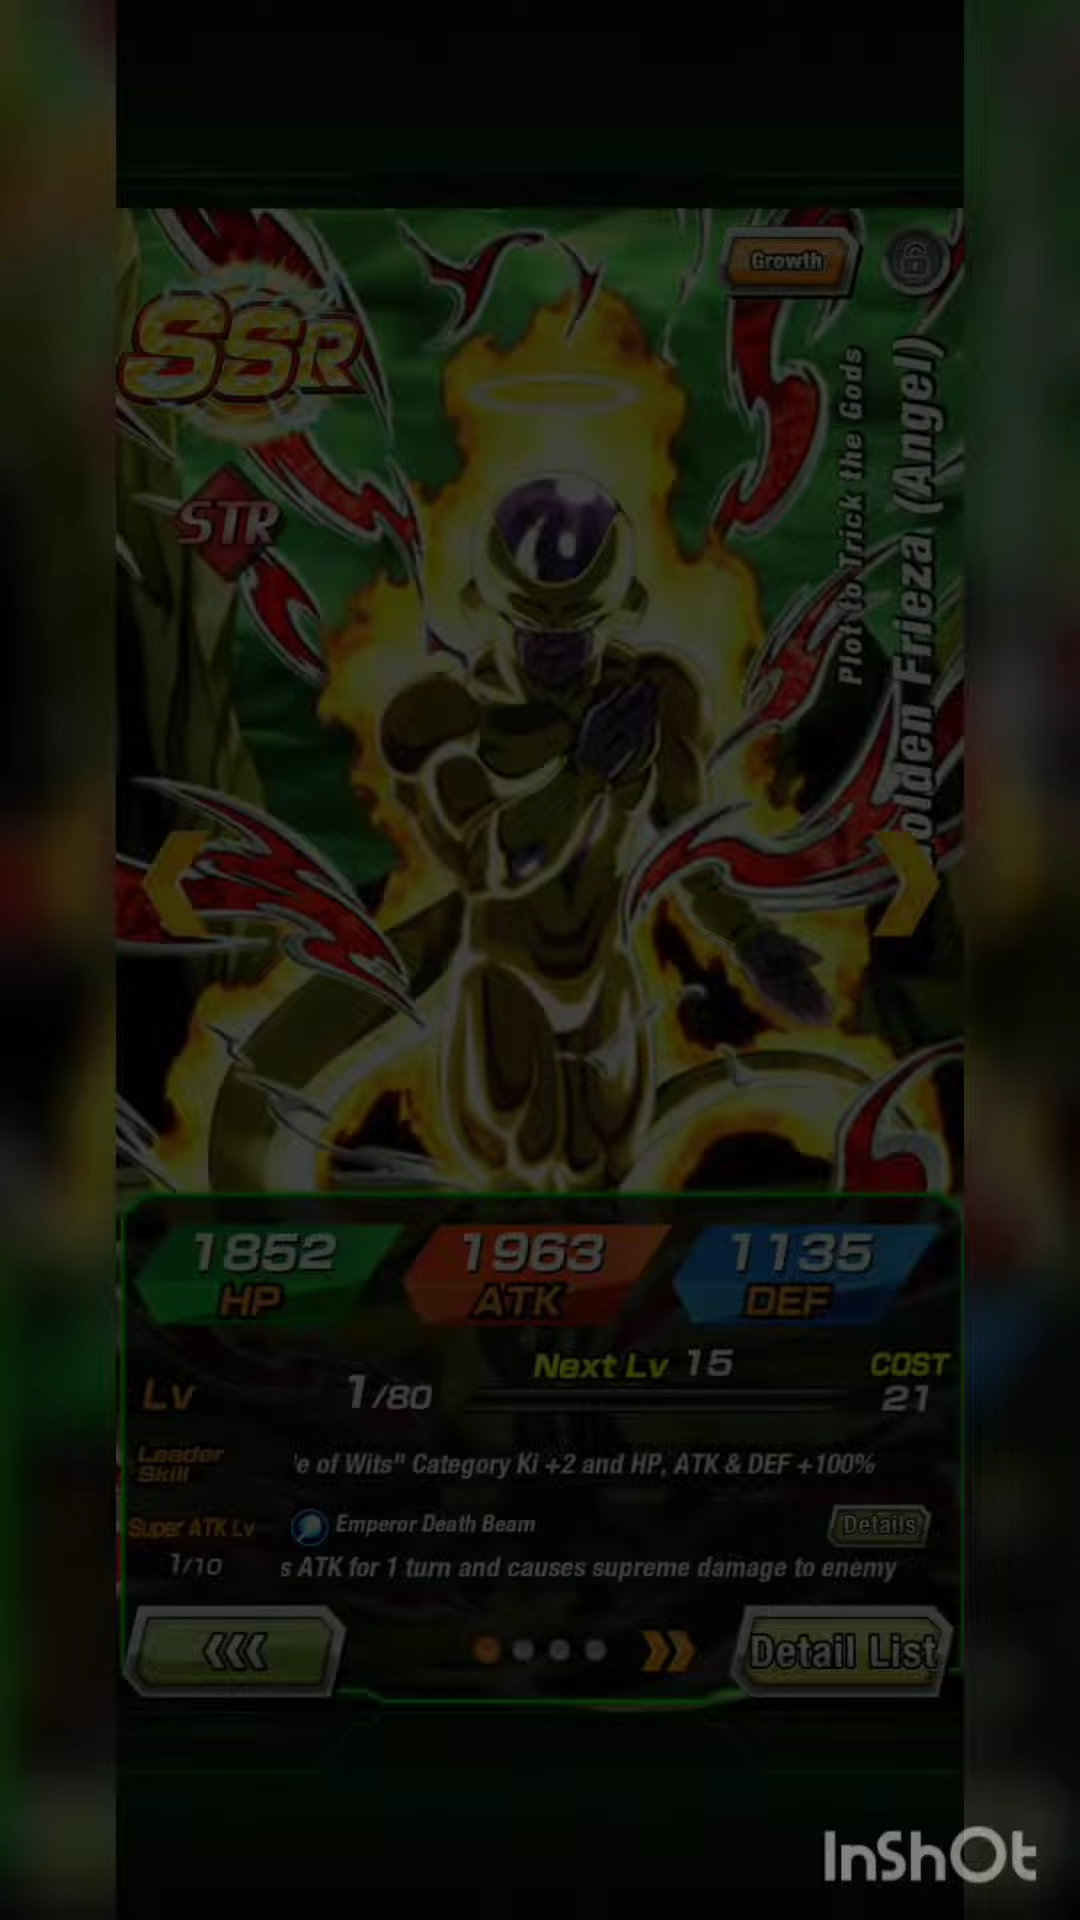 Growth
SSR
STR
Plot to Trick the Gods
olden Frieza (Angel)
1852 1963 1135
HP ATK DEF
Next Lv 15 COST
Lv 1/80 21
Leader
Skill
e of Wits" Category Ki +2 and HP, ATK & DEF +100%
Super ATK Lv Emperor Death Beam Details
1/10 s ATK for 1 turn and causes supreme damage to enemy
Detail List
InShOt